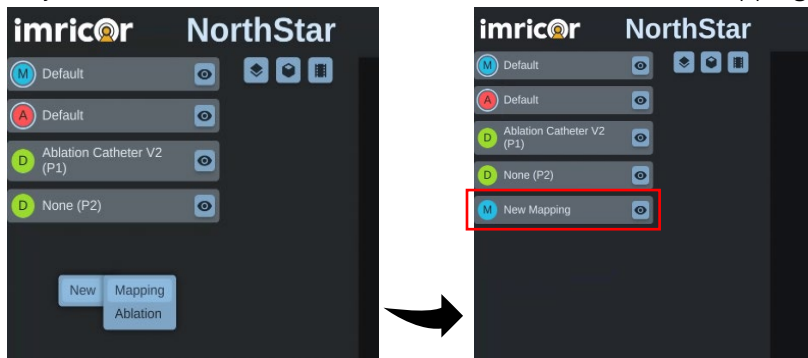 imricor NorthStar
M Default
A Default
D Ablation Catheter V2
(P1)
D None (P2)
New Mapping
Ablation
imricor NorthStar
M Default
A Default
D Ablation Catheter V2
(P1)
D None (P2)
M New Mapping